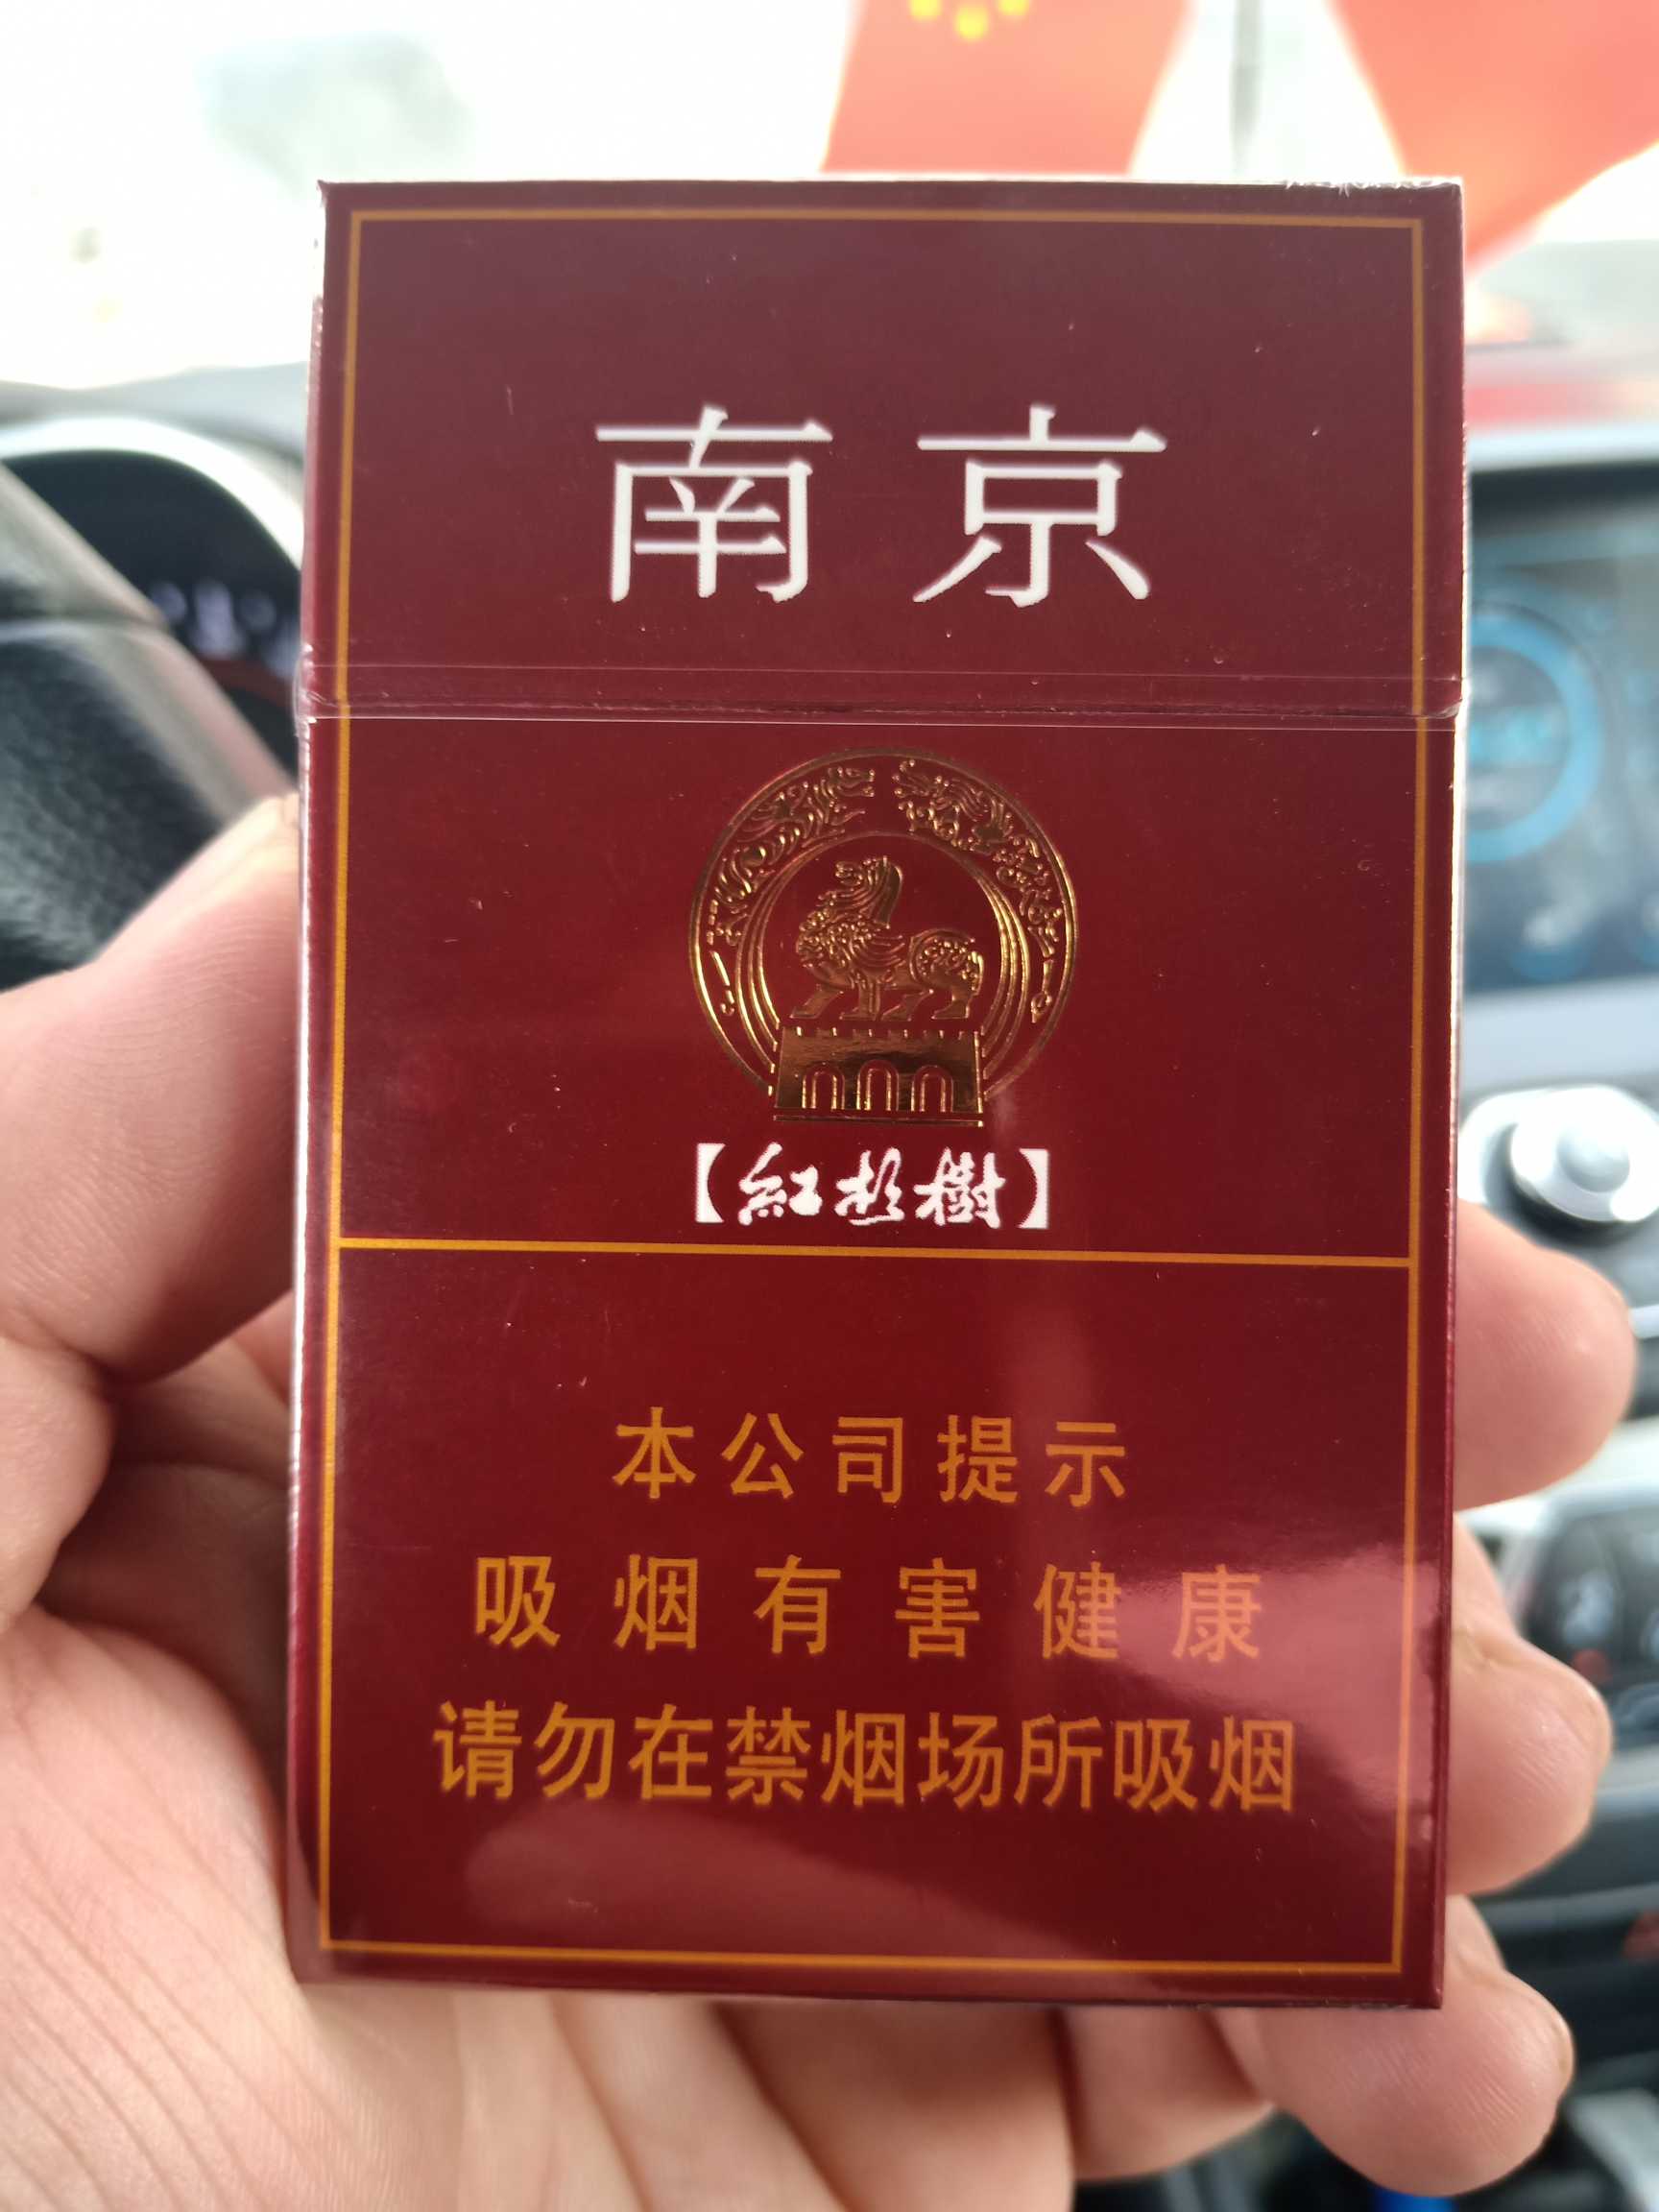 南京
【紅杉樹】
本公司提示
吸烟有害健康
请勿在禁烟场所吸烟